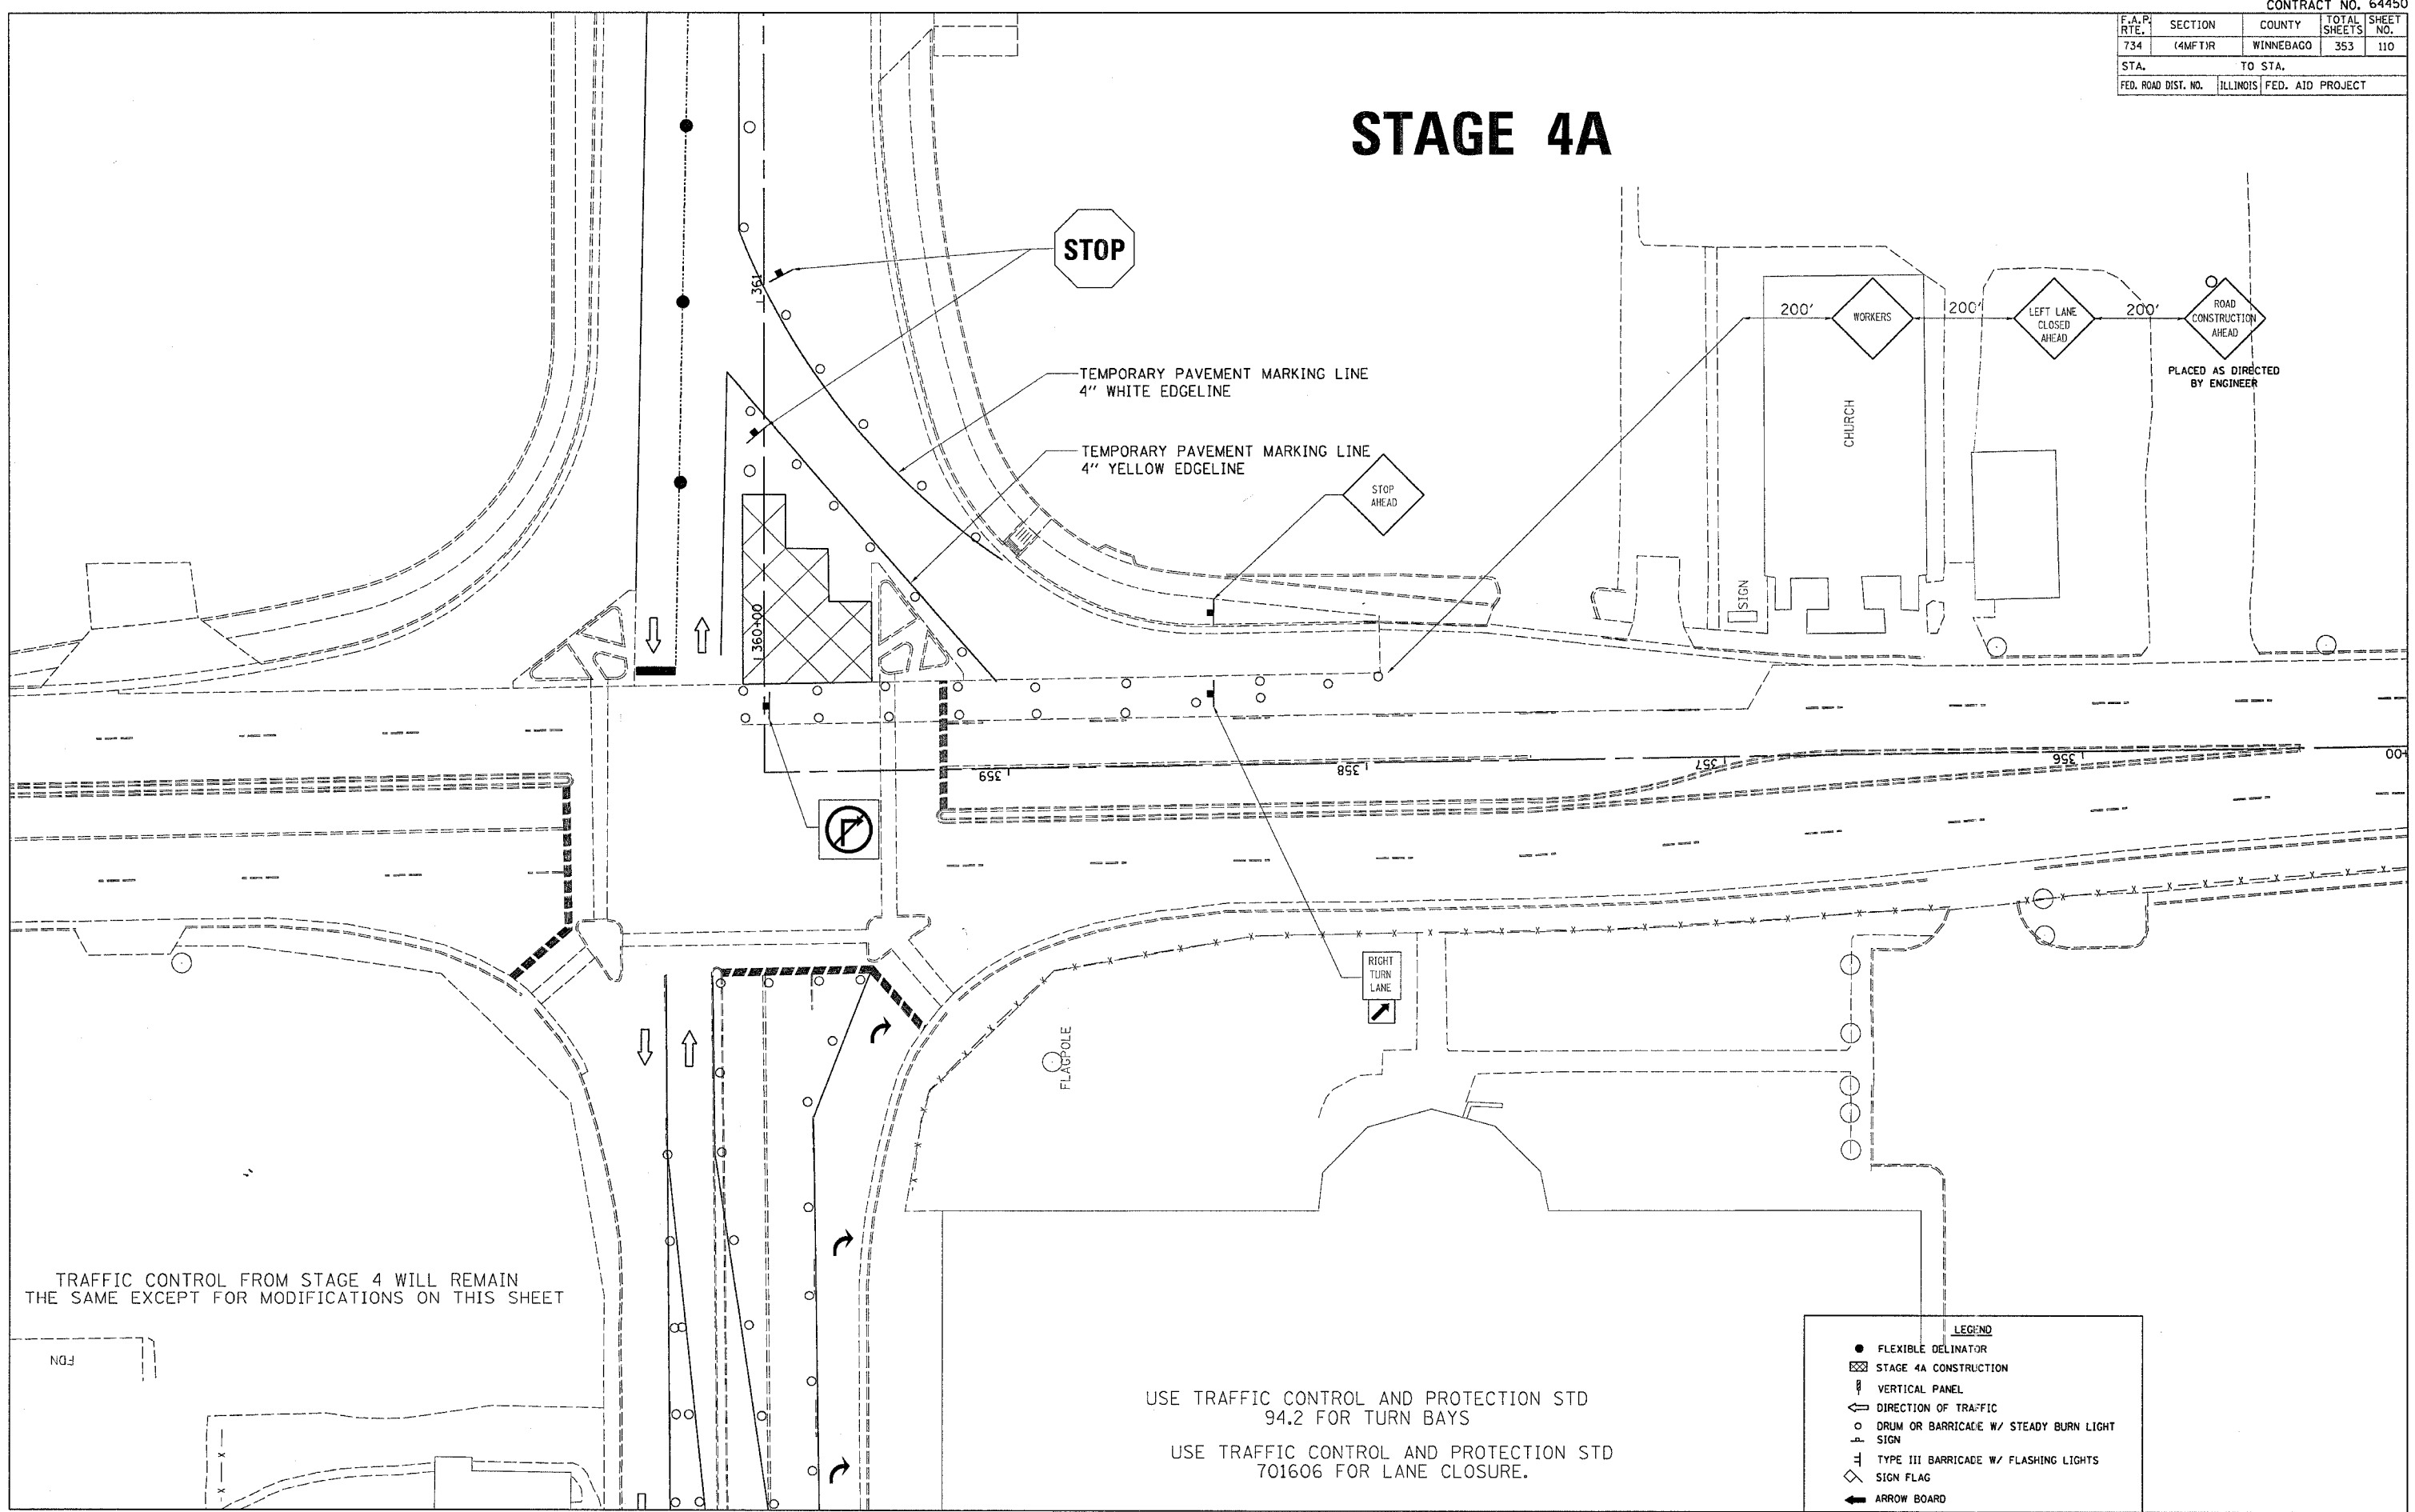 CONTRACT NO. 64450
F.A.P. RTE. SECTION COUNTY TOTAL SHEETS SHEET NO.
734 (4MFT)R WINNEBAGO 353 110
STA. TO STA.
FED. ROAD DIST. NO. ILLINOIS FED. AID PROJECT
STAGE 4A
STOP
361
200'
WORKERS
200'
LEFT LANE
CLOSED
AHEAD
200'
ROAD
CONSTRUCTION
AHEAD
PLACED AS DIRECTED
BY ENGINEER
TEMPORARY PAVEMENT MARKING LINE
4" WHITE EDGELINE
CHURCH
TEMPORARY PAVEMENT MARKING LINE
4" YELLOW EDGELINE
STOP
AHEAD
SIGN
360+00
359
358
357
356
+00
RIGHT
TURN
LANE
FLAGPOLE
TRAFFIC CONTROL FROM STAGE 4 WILL REMAIN
THE SAME EXCEPT FOR MODIFICATIONS ON THIS SHEET
FDN
USE TRAFFIC CONTROL AND PROTECTION STD
94.2 FOR TURN BAYS
USE TRAFFIC CONTROL AND PROTECTION STD
701606 FOR LANE CLOSURE.
LEGEND
FLEXIBLE DELINATOR
STAGE 4A CONSTRUCTION
VERTICAL PANEL
DIRECTION OF TRAFFIC
DRUM OR BARRICADE W/ STEADY BURN LIGHT
SIGN
TYPE III BARRICADE W/ FLASHING LIGHTS
SIGN FLAG
ARROW BOARD